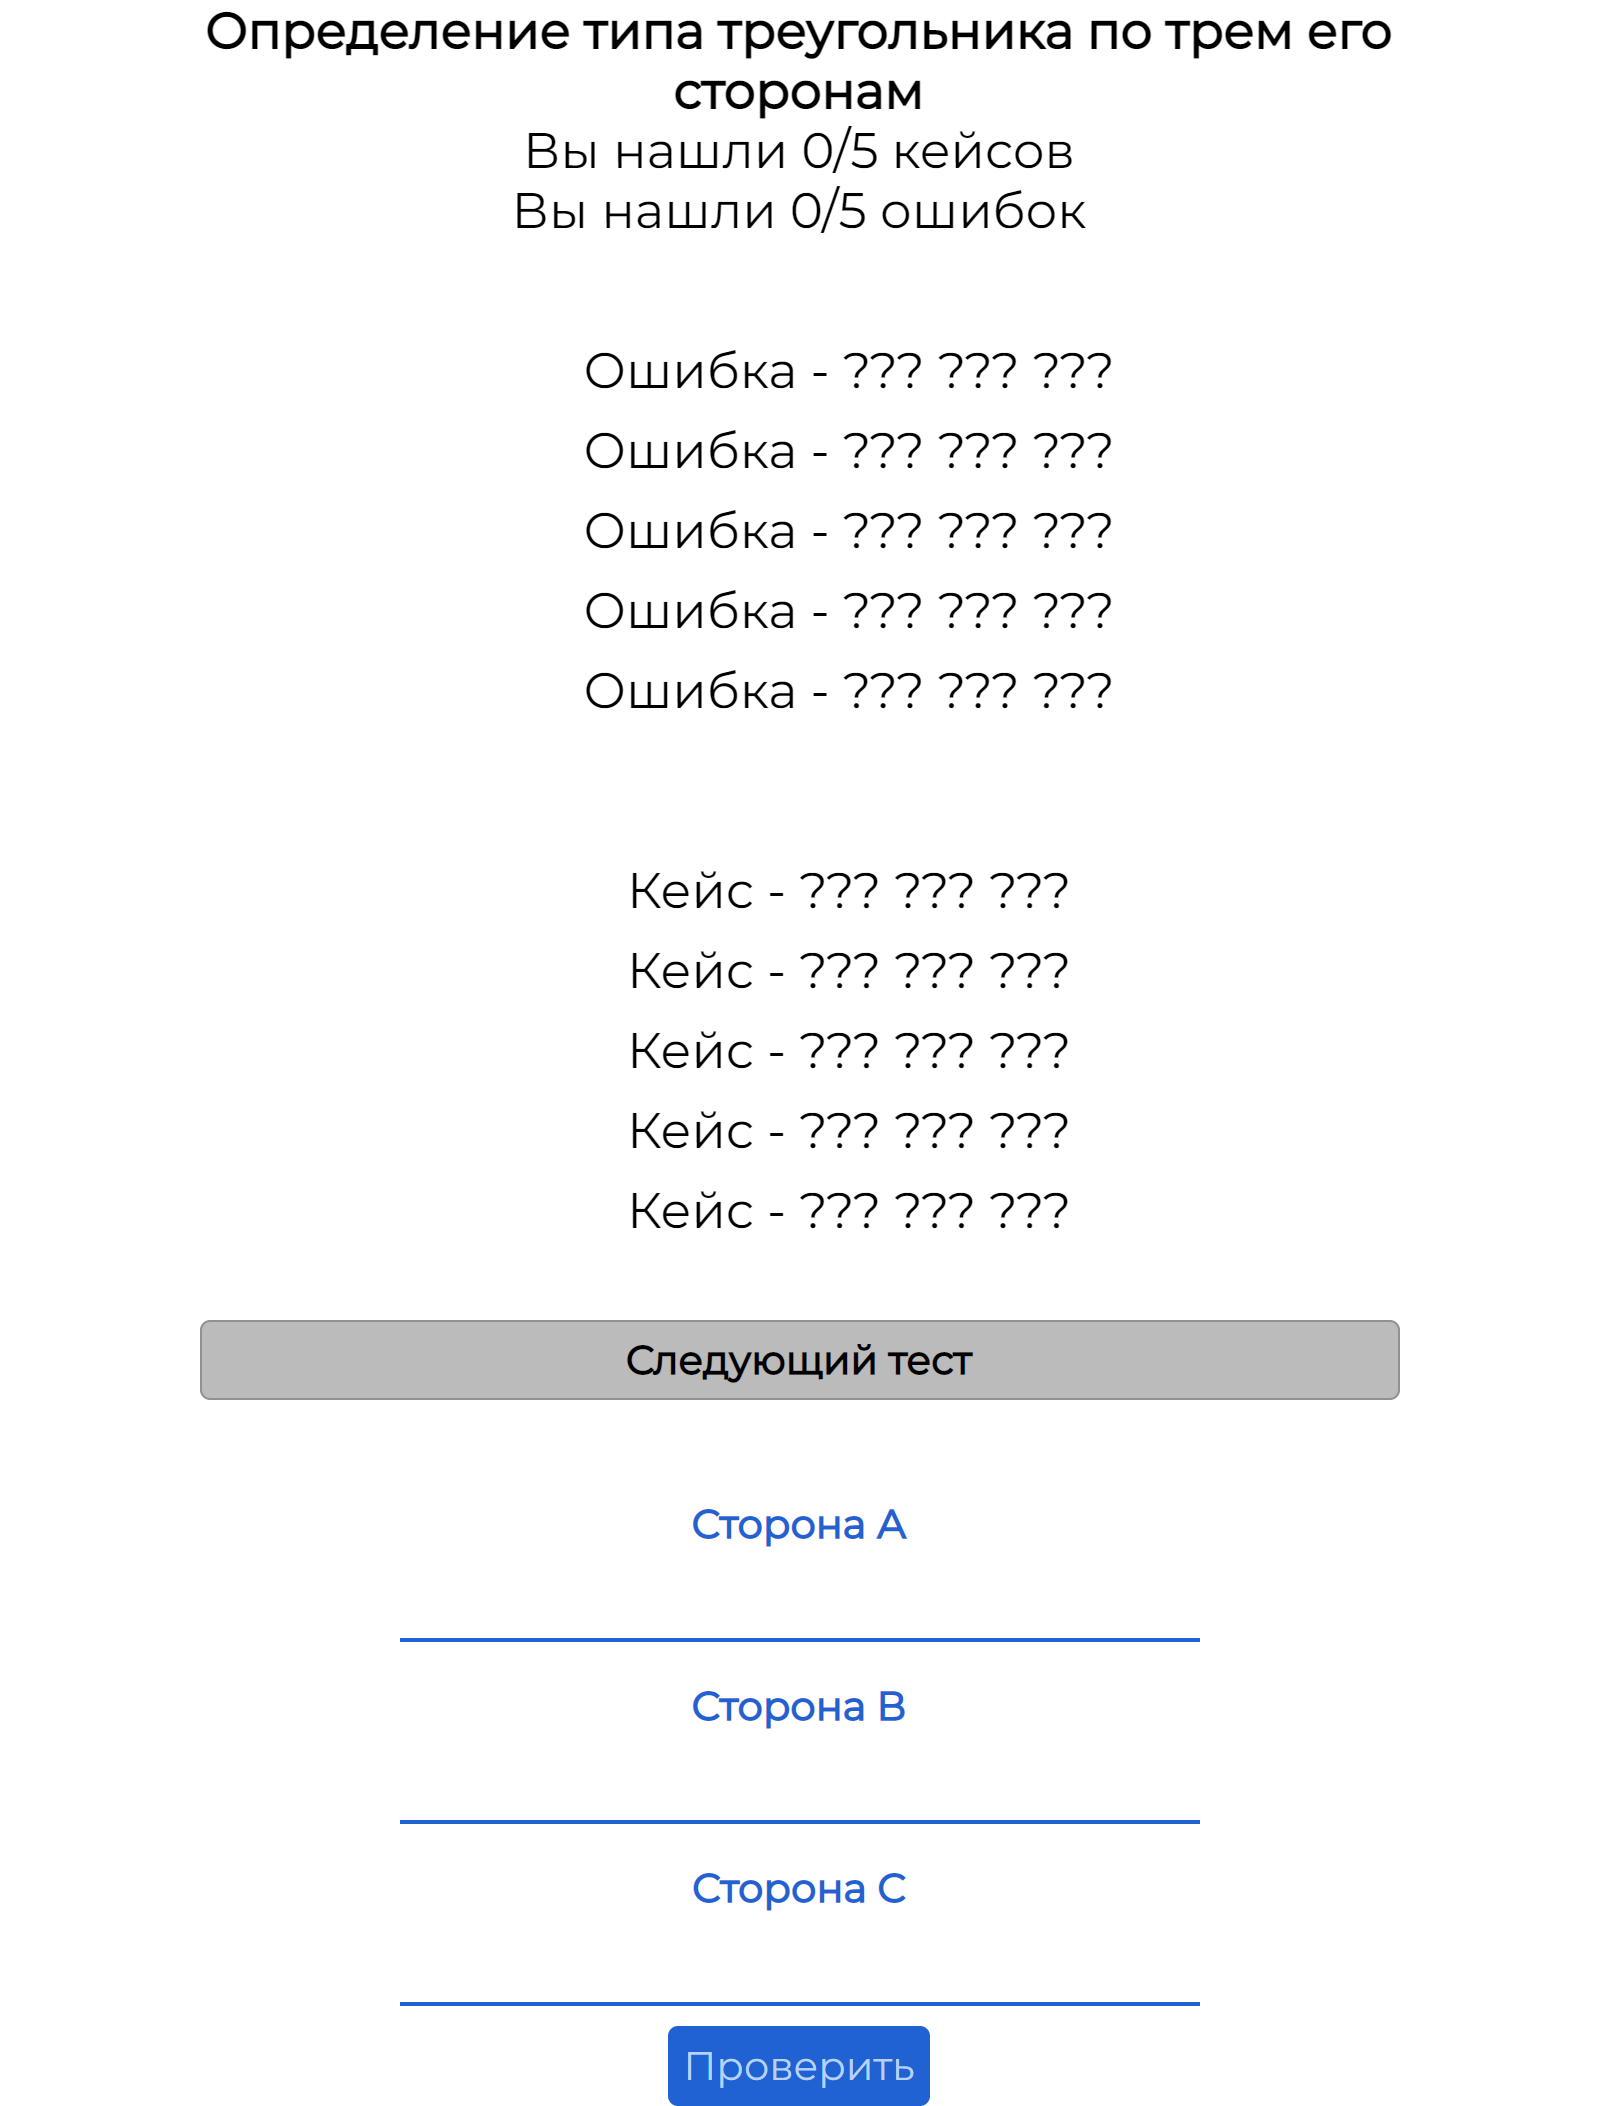 Определение типа треугольника по трем его
сторонам
Вы нашли 0/5 кейсов
Вы нашли 0/5 ошибок
Ошибка - ??? ??? ???
Ошибка - ??? ??? ???
Ошибка - ??? ??? ???
Ошибка - ??? ??? ???
Ошибка - ??? ??? ???
Кейс - ??? ??? ???
Кейс - ??? ??? ???
Кейс - ??? ??? ???
Кейс - ??? ??? ???
Кейс - ??? ??? ???
Следующий тест
Сторона A
Сторона B
Сторона C
Проверить